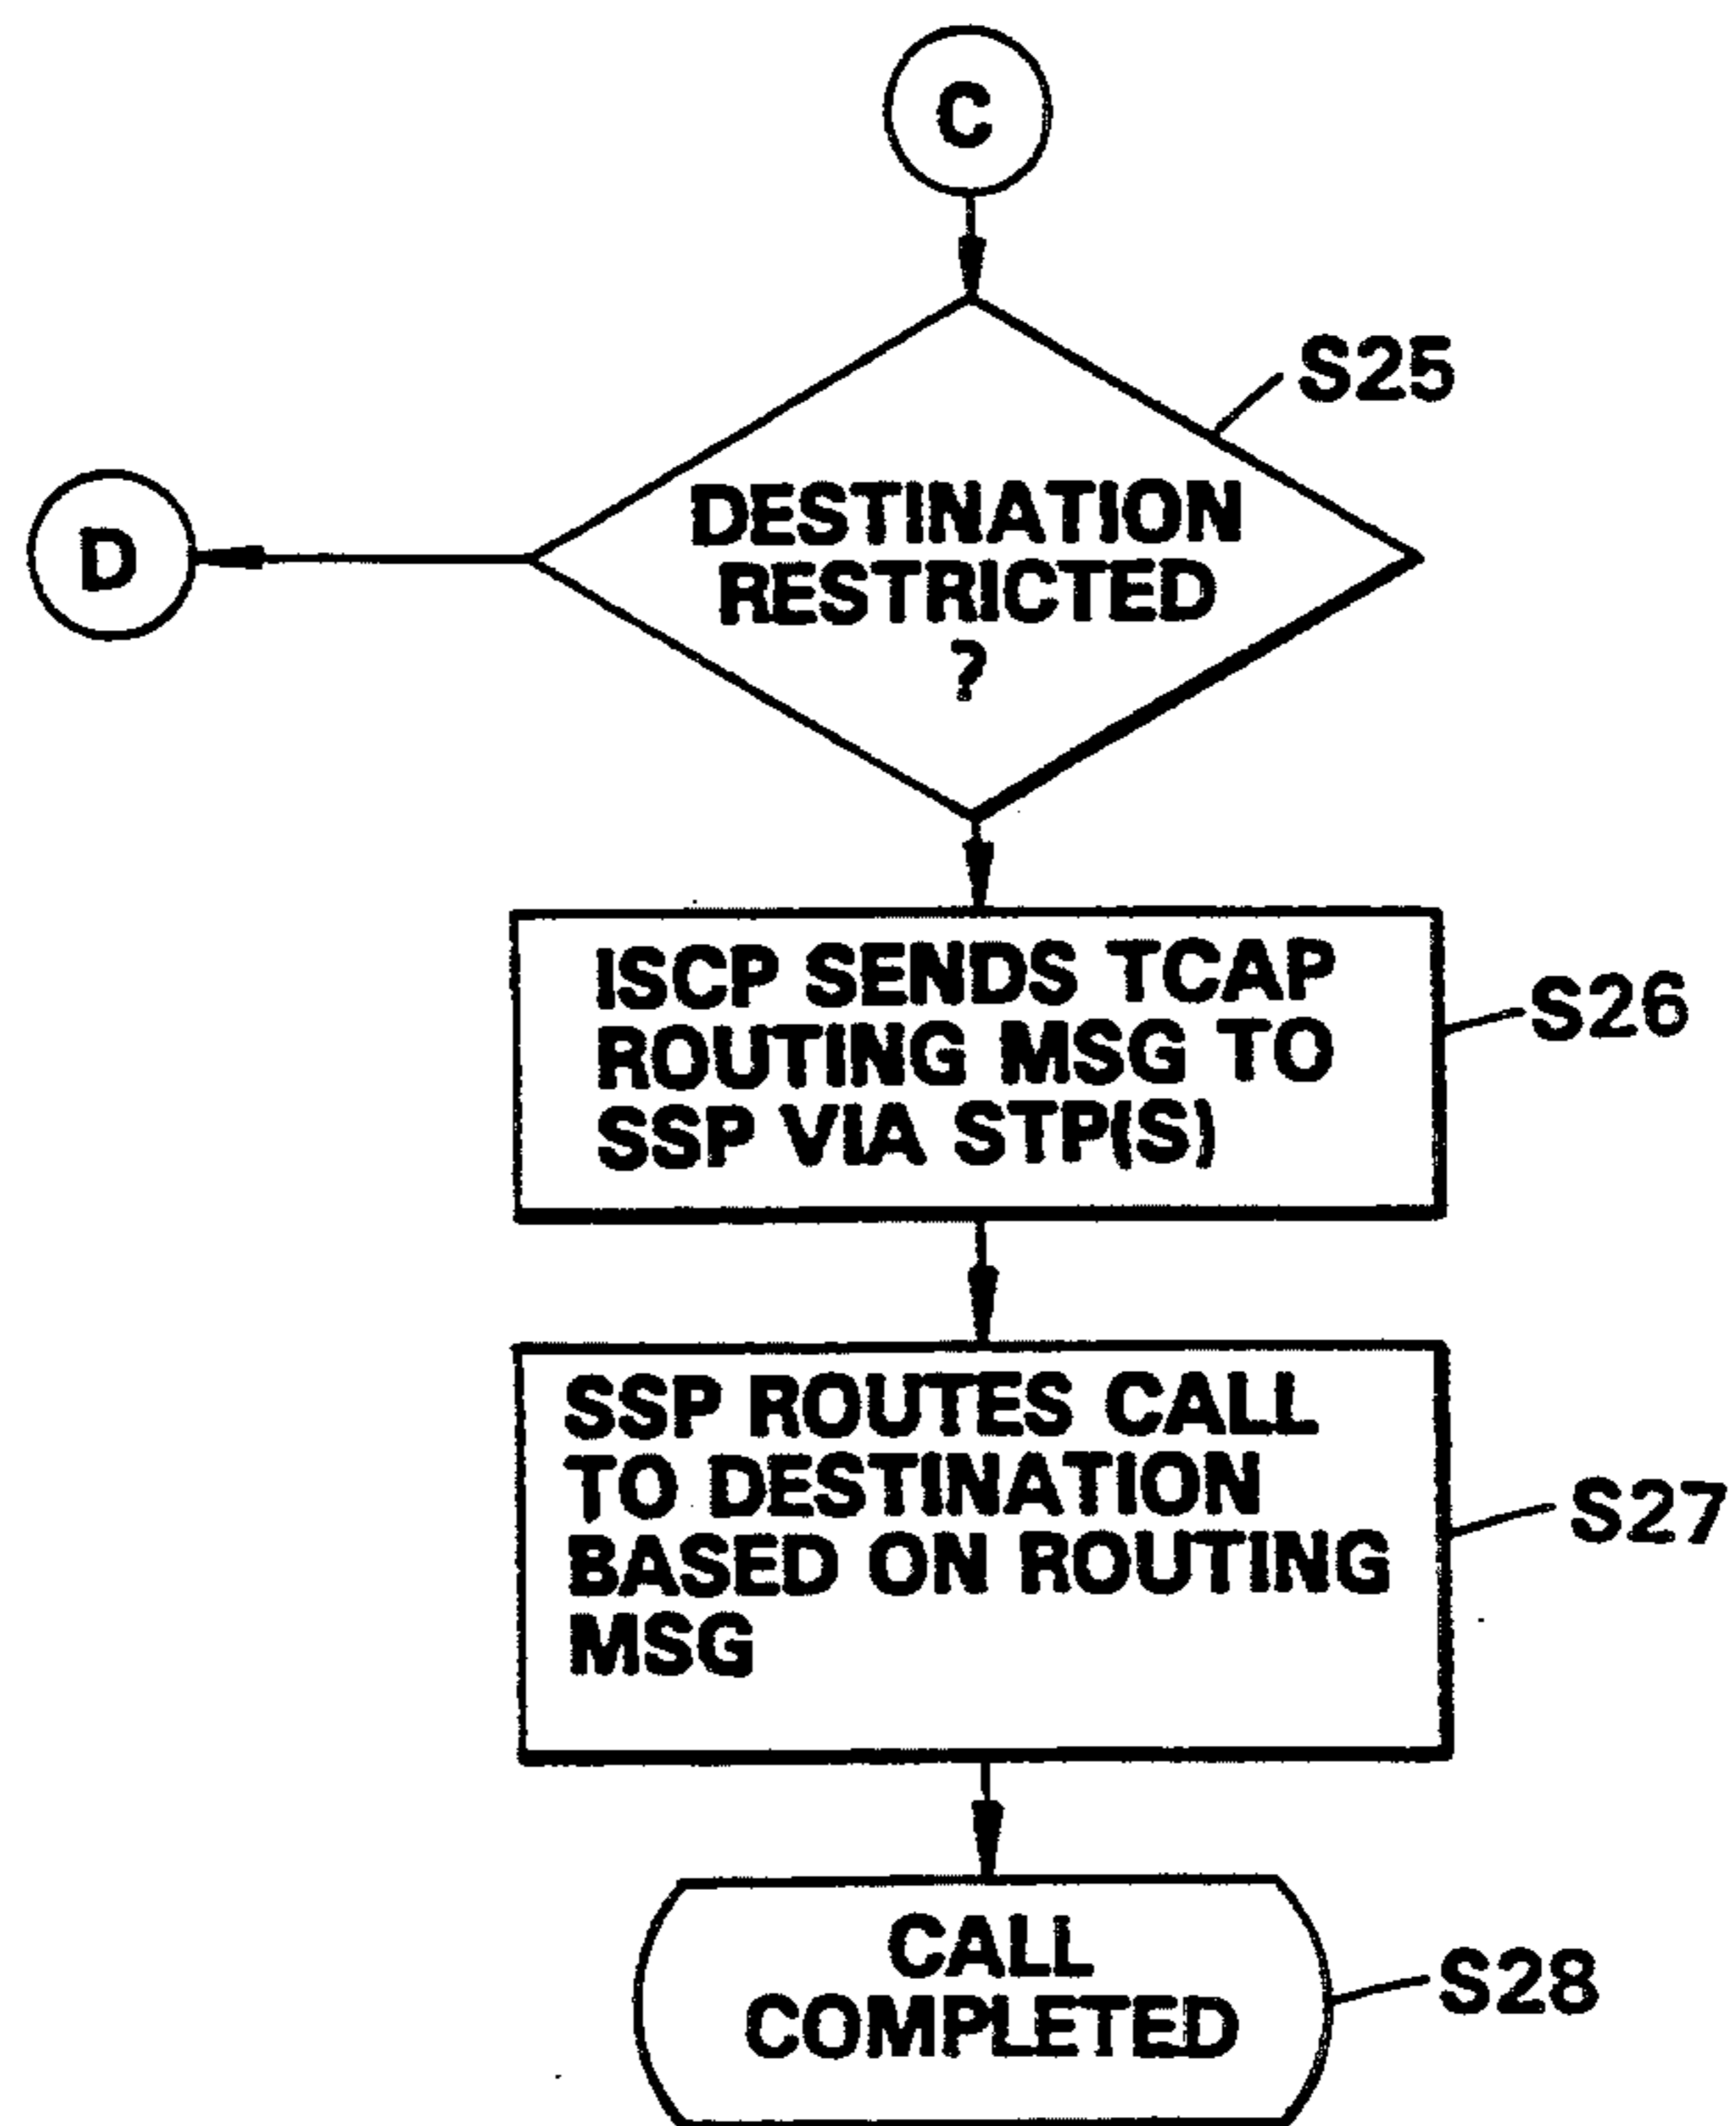 C
S25
DESTINATION
RESTRICTED
?
D
ISCP SENDS TCAP
ROUTING MSG TO
SSP VIA STP(S)
S26
SSP ROUTES CALL
TO DESTINATION
BASED ON ROUTING
MSG
S27
CALL
COMPLETED
S28